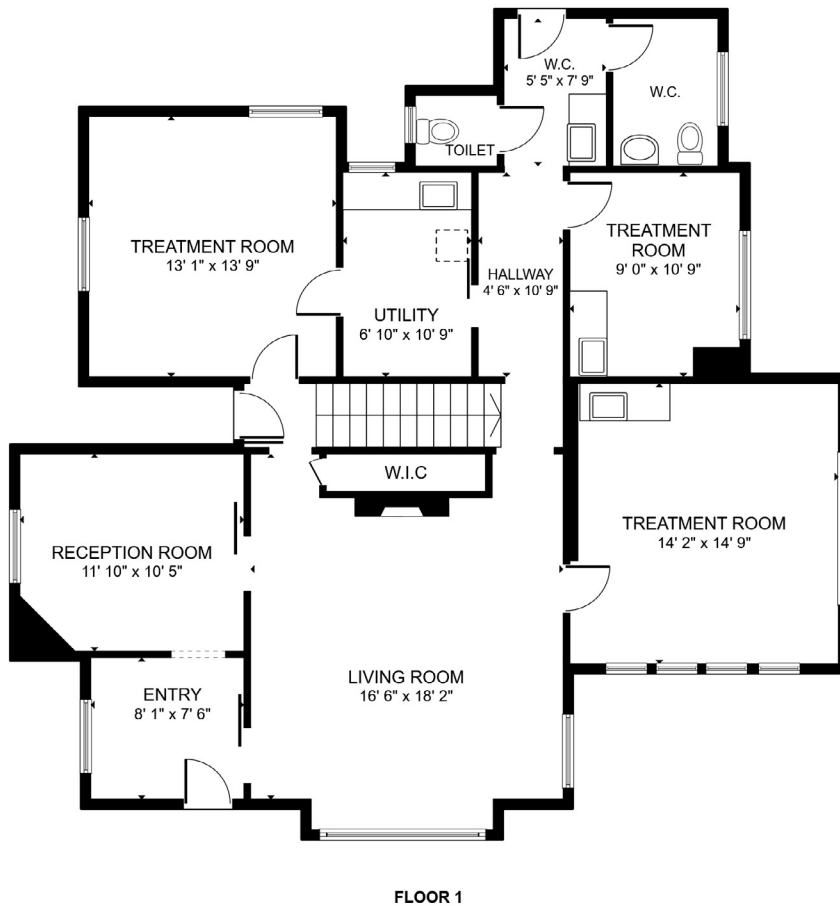 W.C.
5' 5" x 7' 9"
W.C.
TOILET
TREATMENT ROOM
13' 1" x 13' 9"
TREATMENT
ROOM
9' 0" x 10' 9"
HALLWAY
4' 6" x 10' 9"
UTILITY
6' 10" x 10' 9"
W.I.C
RECEPTION ROOM
11' 10" x 10' 5"
TREATMENT ROOM
14' 2" x 14' 9"
LIVING ROOM
16' 6" x 18' 2"
ENTRY
8' 1" x 7' 6"
FLOOR 1